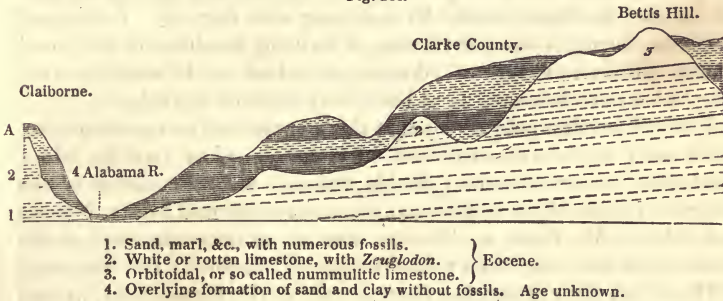 Bettis Hill.
Clarke County.
3
Claiborne.
A
2
2
4 Alabama R.
1
1. Sand, marl, &c., with numerous fossils.
2. White or rotten limestone, with Zeuglodon.
3. Orbitoidal, or so called nummulitic limestone.
} Eocene.
4. Overlying formation of sand and clay without fossils. Age unknown.